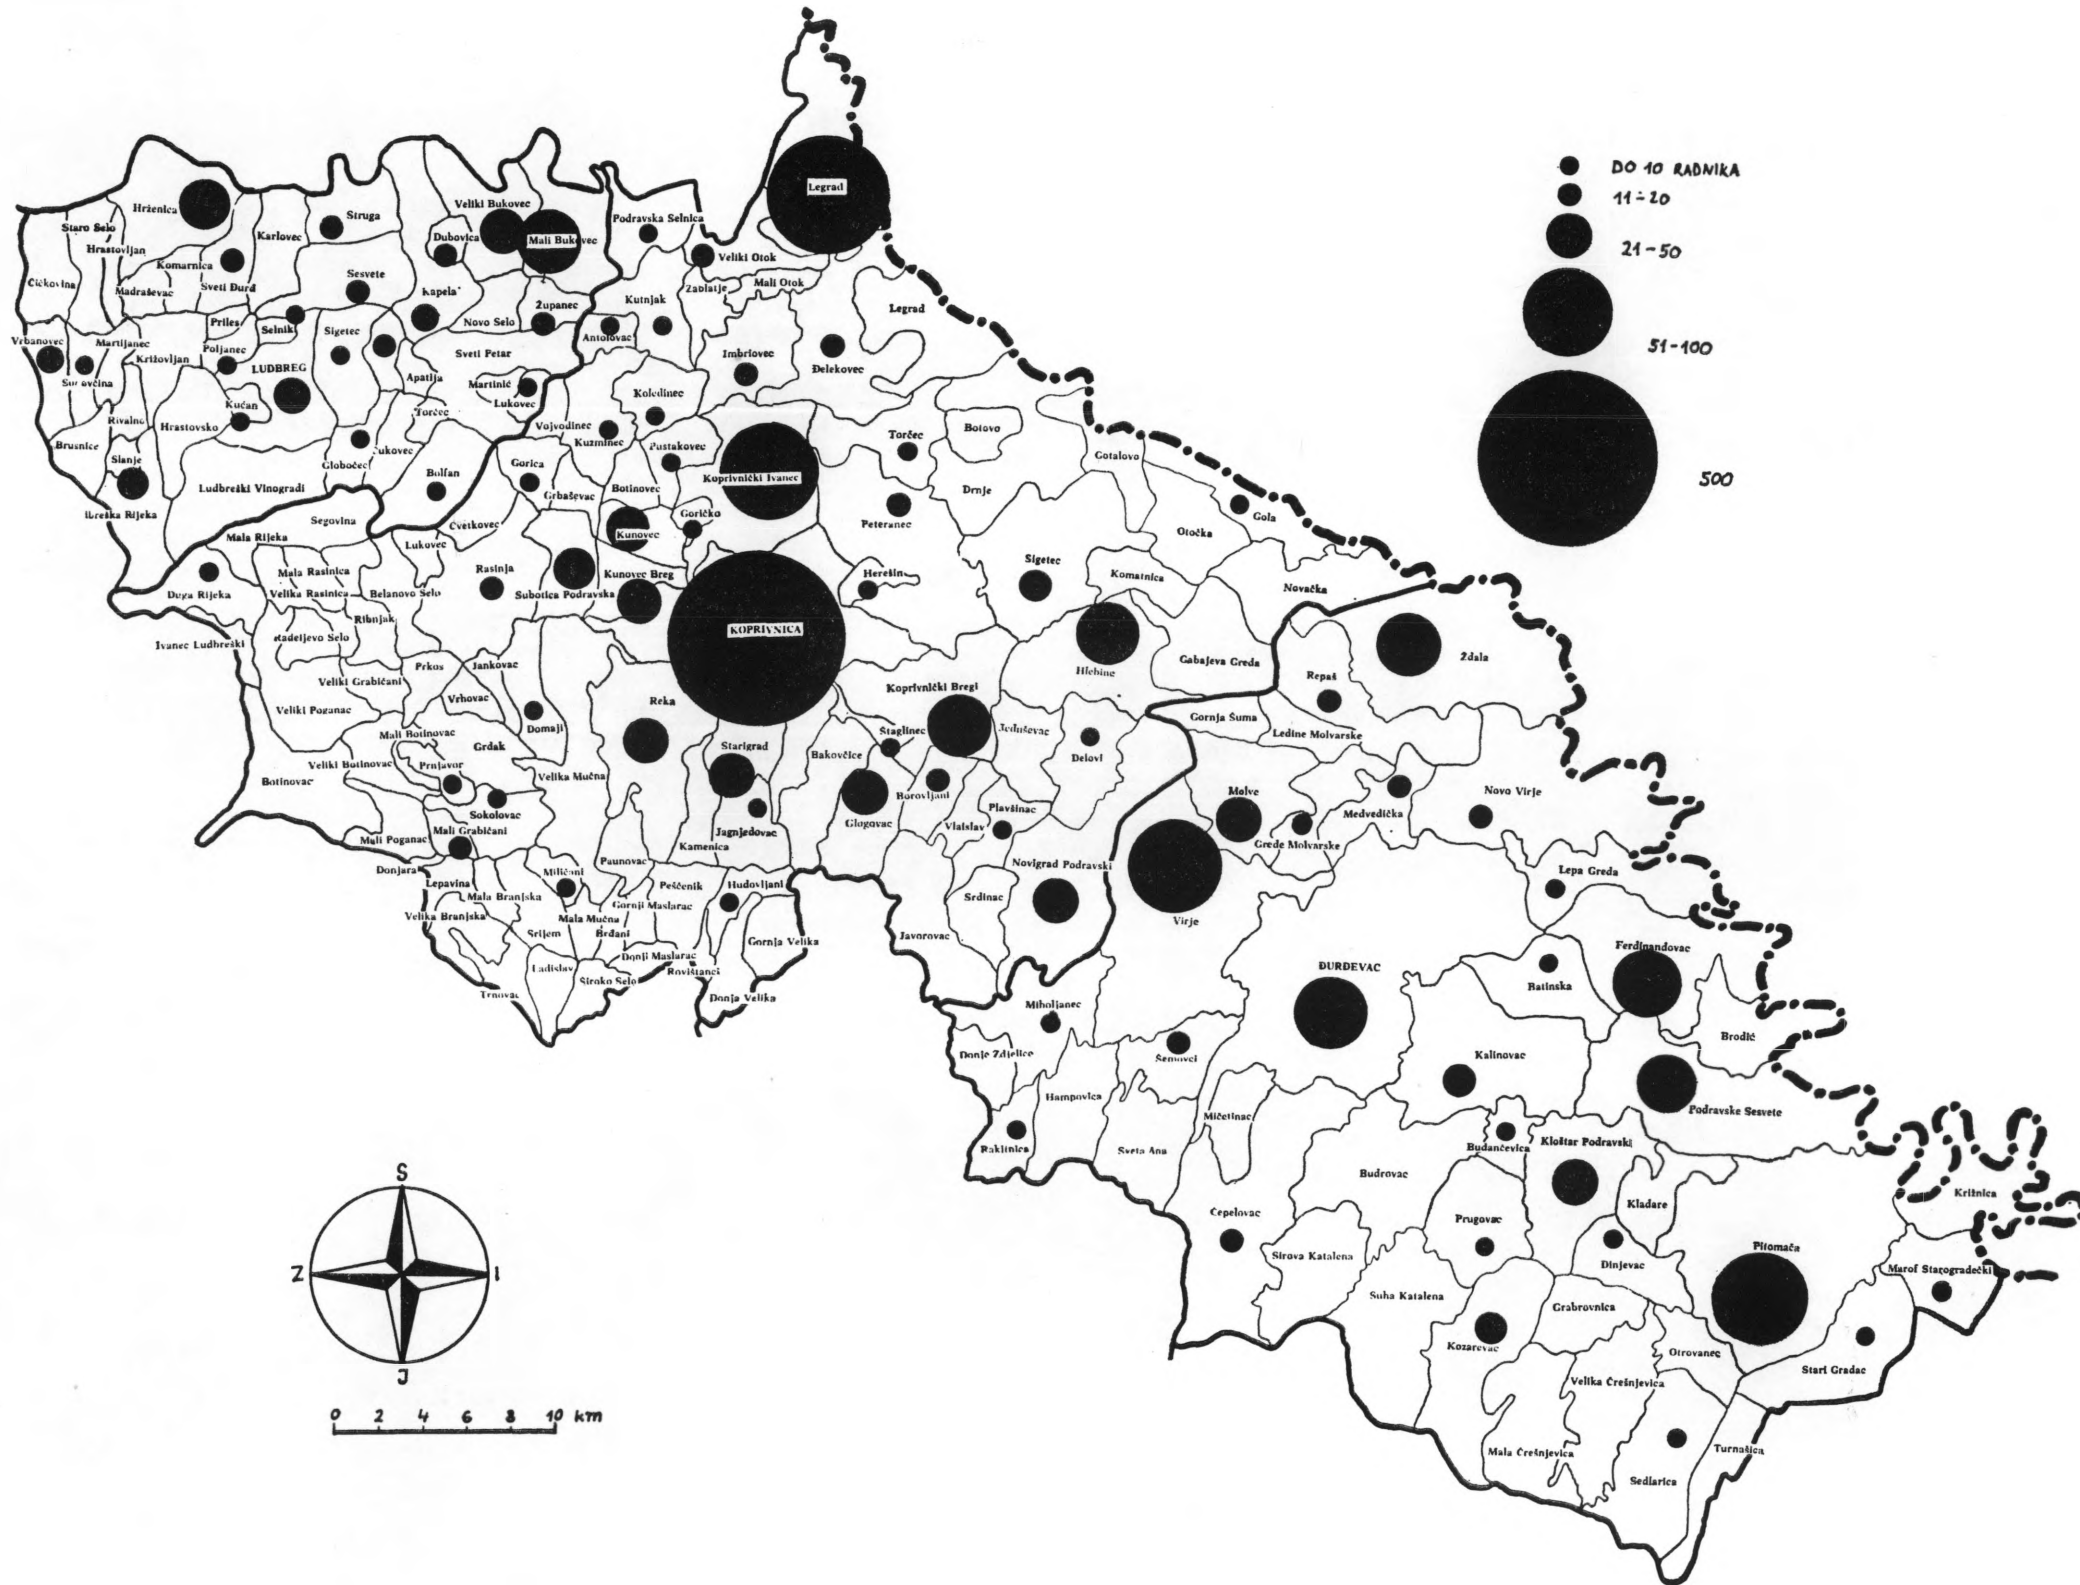 Legrad
DO 10 RADNIKA
11-20
21-50
51-100
500
Hrženica
Struga
Veliki Bukovec
Podravska Selnica
Staro Selo
Hrastovljan
Karlovec
Dubovica
Mali Bukovec
Veliki Otok
Komarnica
Sesvete
Čičkovina
Madraševac
Sveti Đurđ
Kapela
Zablatje
Mali Otok
Županec
Kutnjak
Legrad
Priles
Selnik
Sigetec
Novo Selo
Vrbanovec
Martijanec
Antolovac
Križovljan
Poljanec
Sveti Petar
Imbriovec
LUDBREG
Đelekovec
Apatija
Martinić
Koledinec
Kućan
Lukovec
Torčec
Rivalno
Hrastovsko
Vojvodinec
Botovo
Brusnice
Kuzminec
Pustakovec
Torčec
Slanje
Globočec
Gorica
Gotalovo
Bolfan
Koprivnički Ivanec
Ludbreški Vinogradi
Grbaševac
Botinovec
Drnje
Segovina
Goričko
Gola
Cvetkovec
Peteranec
Mala Rijeka
Kunovec
Otočka
Lukovec
Sigetec
Mala Rasinica
Rasinja
Kunovec Breg
Herešin
Komatnica
Duga Rijeka
Velika Rasinica
Belanovo Selo
Subotica Podravska
Novačka
Ribnjak
KOPRIVNICA
Ivanec Ludbreški
Ždala
Prkos
Jankovac
Gabajeva Greda
Hlebine
Veliki Grabičani
Repaš
Koprivnički Bregi
Vrhovac
Reka
Veliki Poganac
Gornja Šuma
Domaji
Jeduševac
Mali Botinovac
Štaglinec
Ledine Molvarske
Grdak
Starigrad
Bakovčice
Delovi
Veliki Botinovac
Prnjavor
Velika Mučna
Botinovac
Molve
Novo Virje
Borovljani
Plavšinac
Sokolovac
Medvedička
Glogovac
Vlaislav
Mali Grabičani
Jagnjedovac
Mali Poganac
Kamenica
Grede Molvarske
Paunovac
Novigrad Podravski
Donjara
Miličani
Lepa Greda
Lepavina
Peščenik
Hudovljani
Mala Branjska
Srdinac
Gornji Maslarac
Velika Branjska
Mala Mučna
Virje
Srijem
Brđani
Javorovac
Gornja Velika
Ferdinandovac
Donji Maslarac
Ladislav
Rovištanci
ĐURĐEVAC
Široko Selo
Batinska
Trnovac
Donja Velika
Miholjanec
Brodić
Donje Zdjelice
Šemovci
Kalinovac
Hampovica
Podravske Sesvete
Mičetinac
Kloštar Podravski
Budančevica
Rakitnica
Sveta Ana
Budrovac
Križnica
Kladare
Čepelovac
Prugovac
Pitomača
Sirova Katalena
Dinjevac
Marof Starogradečki
Suha Katalena
Grabrovnica
Kozarevac
Otrovanec
Stari Gradac
Velika Črešnjevica
Mala Črešnjevica
Turnašica
Sedlarica
S
Z
I
J
0 2 4 6 8 10 km